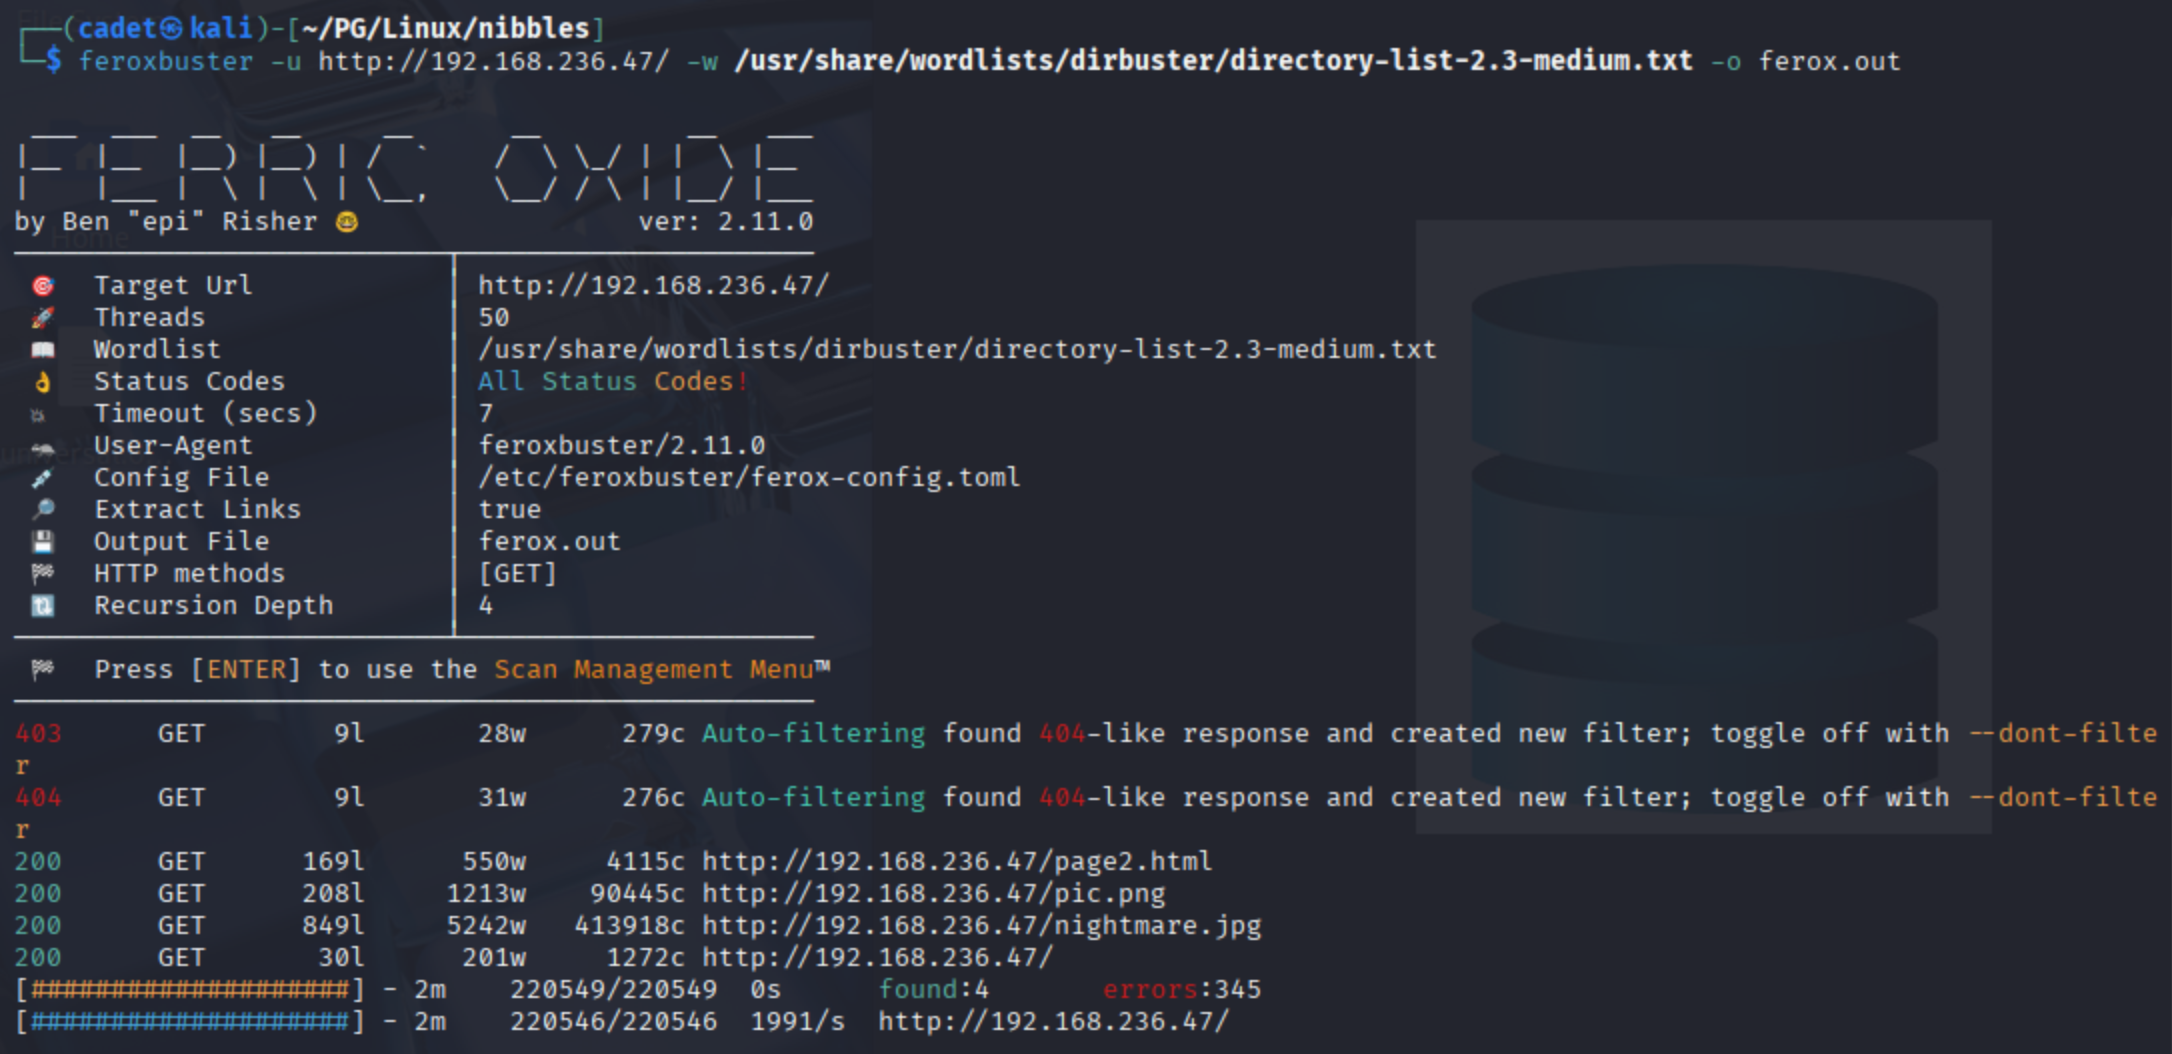 (cadet㉿kali)-[~/PG/Linux/nibbles]
$ feroxbuster -u http://192.168.236.47/ -w /usr/share/wordlists/dirbuster/directory-list-2.3-medium.txt -o ferox.out
FERRIC OXIDE
by Ben "epi" Risher 🤓 ver: 2.11.0
Home
🎯 Target Url │ http://192.168.236.47/
🚀 Threads │ 50
📖 Wordlist │ /usr/share/wordlists/dirbuster/directory-list-2.3-medium.txt
👌 Status Codes │ All Status Codes!
💥 Timeout (secs) │ 7
🦡 User-Agent │ feroxbuster/2.11.0
💉 Config File │ /etc/feroxbuster/ferox-config.toml
🔎 Extract Links │ true
💾 Output File │ ferox.out
🏁 HTTP methods │ [GET]
🔃 Recursion Depth │ 4
🏁 Press [ENTER] to use the Scan Management Menu™
403 GET 9l 28w 279c Auto-filtering found 404-like response and created new filter; toggle off with --dont-filte
r
404 GET 9l 31w 276c Auto-filtering found 404-like response and created new filter; toggle off with --dont-filte
r
200 GET 169l 550w 4115c http://192.168.236.47/page2.html
200 GET 208l 1213w 90445c http://192.168.236.47/pic.png
200 GET 849l 5242w 413918c http://192.168.236.47/nightmare.jpg
200 GET 30l 201w 1272c http://192.168.236.47/
[####################] - 2m 220549/220549 0s found:4 errors:345
[####################] - 2m 220546/220546 1991/s http://192.168.236.47/